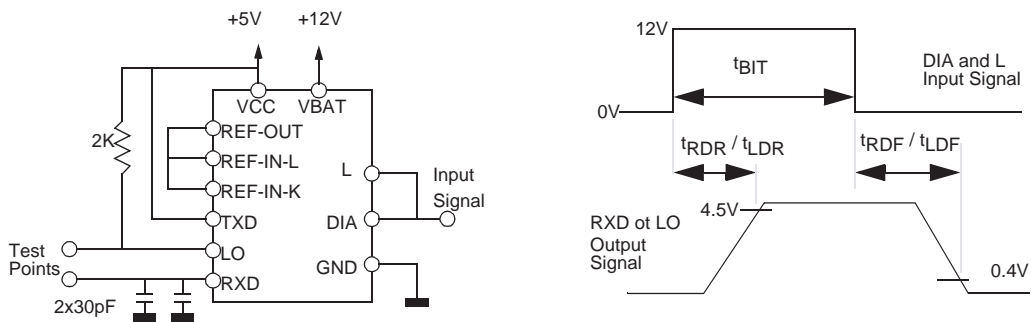 +5V
+12V
VCC
VBAT
REF-OUT
2K
REF-IN-L
REF-IN-K
L
Input
Signal
TXD
DIA
Test
Points
LO
GND
RXD
2x30pF
12V
tBIT
DIA and L
Input Signal
0V
tRDR / tLDR
tRDF / tLDF
4.5V
RXD ot LO
Output
Signal
0.4V